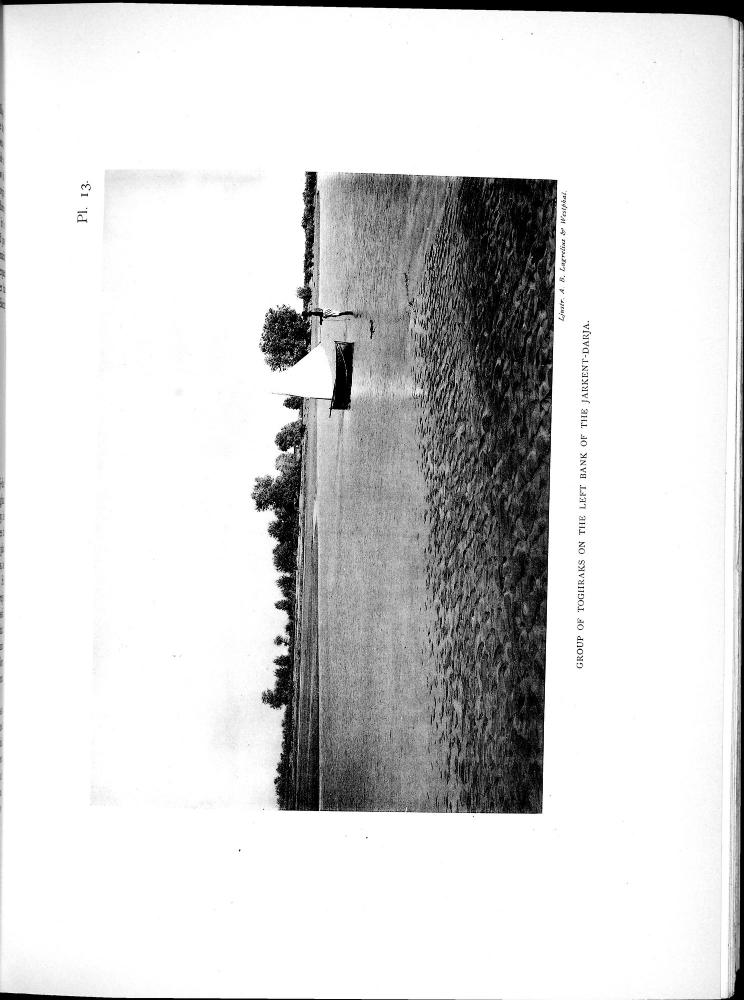 Pl. 13.
Ljustr. A. B. Lagrelius & Westphal.
GROUP OF TOGHRAKS ON THE LEFT BANK OF THE JARKENT-DARJA.